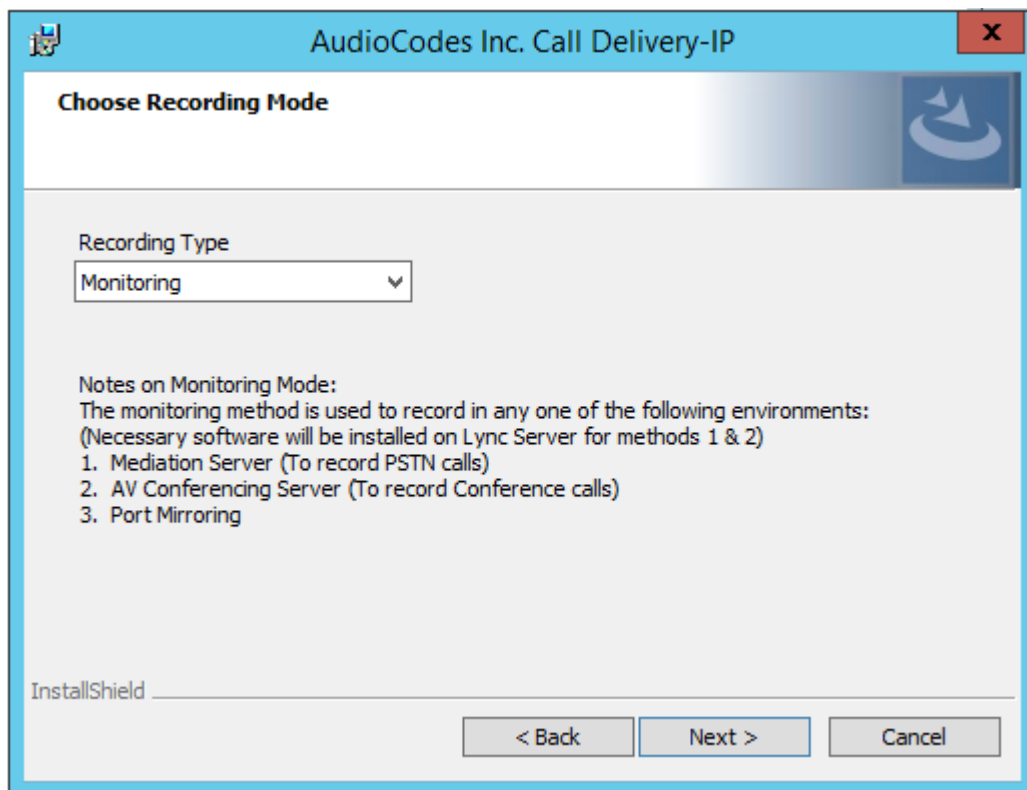 AudioCodes Inc. Call Delivery-IP
x
Choose Recording Mode
Recording Type
Monitoring
Notes on Monitoring Mode:
The monitoring method is used to record in any one of the following environments:
(Necessary software will be installed on Lync Server for methods 1 & 2)
1. Mediation Server (To record PSTN calls)
2. AV Conferencing Server (To record Conference calls)
3. Port Mirroring
InstallShield
< Back Next > Cancel